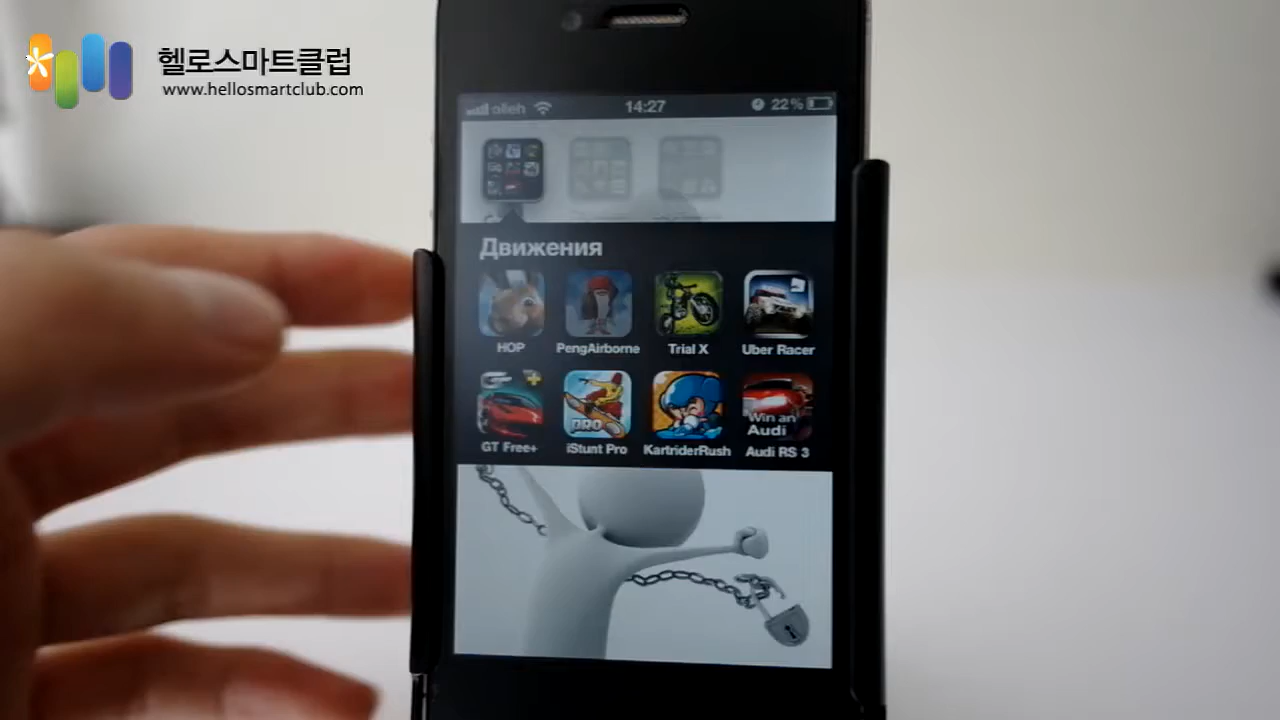 헬로스마트클럽
www.hellosmartclub.com
olleh 14:27 22%
Движения
HOP PengAirborne Trial X Uber Racer
PRO Win an Audi
GT Free+ iStunt Pro KartriderRush Audi RS 3